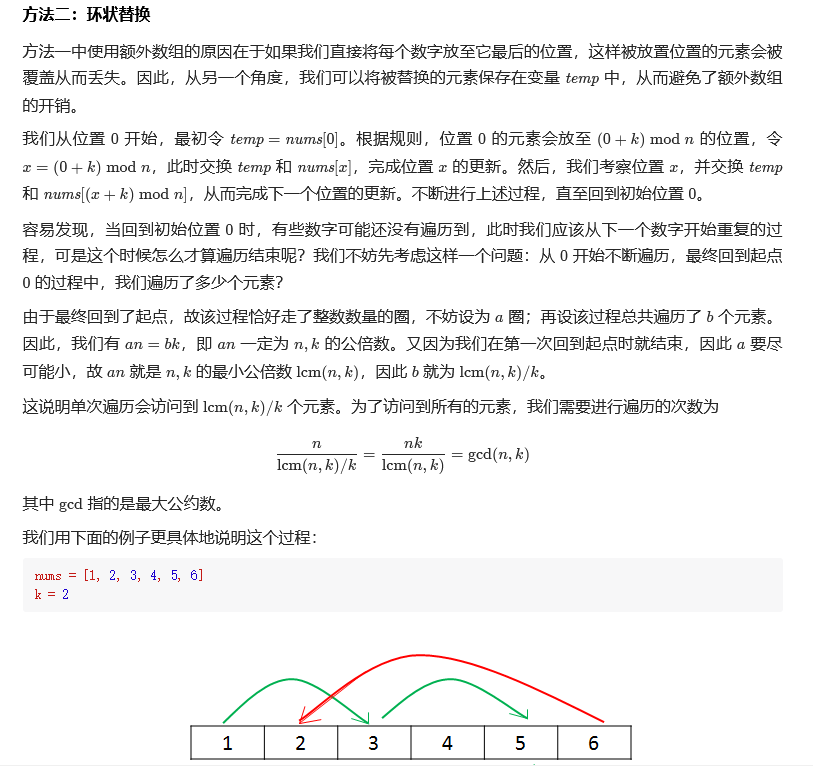 方法二：环状替换
方法一中使用额外数组的原因在于如果我们直接将每个数字放至它最后的位置，这样被放置位置的元素会被
覆盖从而丢失。因此，从另一个角度，我们可以将被替换的元素保存在变量 temp 中，从而避免了额外数组
的开销。
我们从位置 0 开始，最初令 temp = nums[0]。根据规则，位置 0 的元素会放至 (0 + k) mod n 的位置，令
x = (0 + k) mod n，此时交换 temp 和 nums[x]，完成位置 x 的更新。然后，我们考察位置 x，并交换 temp
和 nums[(x + k) mod n]，从而完成下一个位置的更新。不断进行上述过程，直至回到初始位置 0。
容易发现，当回到初始位置 0 时，有些数字可能还没有遍历到，此时我们应该从下一个数字开始重复的过
程，可是这个时候怎么才算遍历结束呢？我们不妨先考虑这样一个问题：从 0 开始不断遍历，最终回到起点
0 的过程中，我们遍历了多少个元素？
由于最终回到了起点，故该过程恰好走了整数数量的圈，不妨设为 a 圈；再设该过程总共遍历了 b 个元素。
因此，我们有 an = bk，即 an 一定为 n, k 的公倍数。又因为我们在第一次回到起点时就结束，因此 a 要尽
可能小，故 an 就是 n, k 的最小公倍数 lcm(n, k)，因此 b 就为 lcm(n, k)/k。
这说明单次遍历会访问到 lcm(n, k)/k 个元素。为了访问到所有的元素，我们需要进行遍历的次数为
n / (lcm(n, k)/k) = nk / lcm(n, k) = gcd(n, k)
其中 gcd 指的是最大公约数。
我们用下面的例子更具体地说明这个过程：
nums = [1, 2, 3, 4, 5, 6]
k = 2
1 2 3 4 5 6